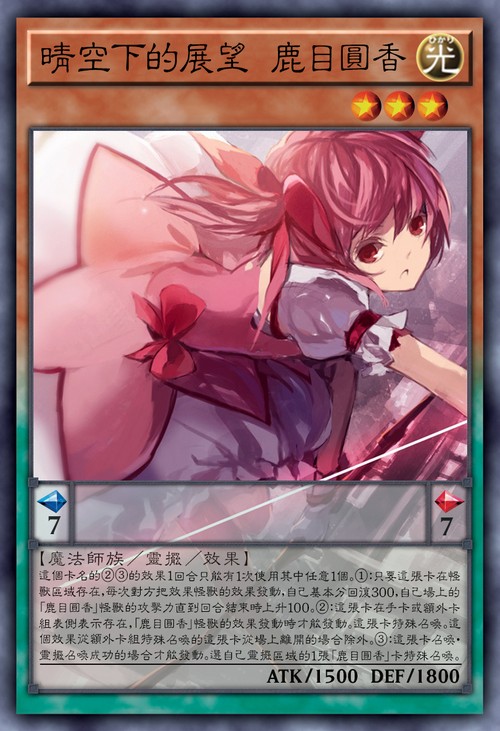 晴空下的展望 鹿目圓香
ひかり
光
7
7
【魔法師族／靈擺／效果】
這個卡名的②③的效果1回合只能有1次使用其中任意1個。①:只要這張卡在怪
獸區域存在,每次對方把效果怪獸的效果發動,自己基本分回復300,自己場上的
「鹿目圓香」怪獸的攻擊力直到回合結束時上升100。②:這張卡在手卡或額外卡
組表側表示存在,「鹿目圓香」怪獸的效果發動時才能發動。這張卡特殊召喚。這
個效果從額外卡組特殊召喚的這張卡從場上離開的場合除外。③:這張卡召喚·
靈擺召喚成功的場合才能發動。選自己靈擺區域的1張「鹿目圓香」卡特殊召喚。
ATK/1500 DEF/1800